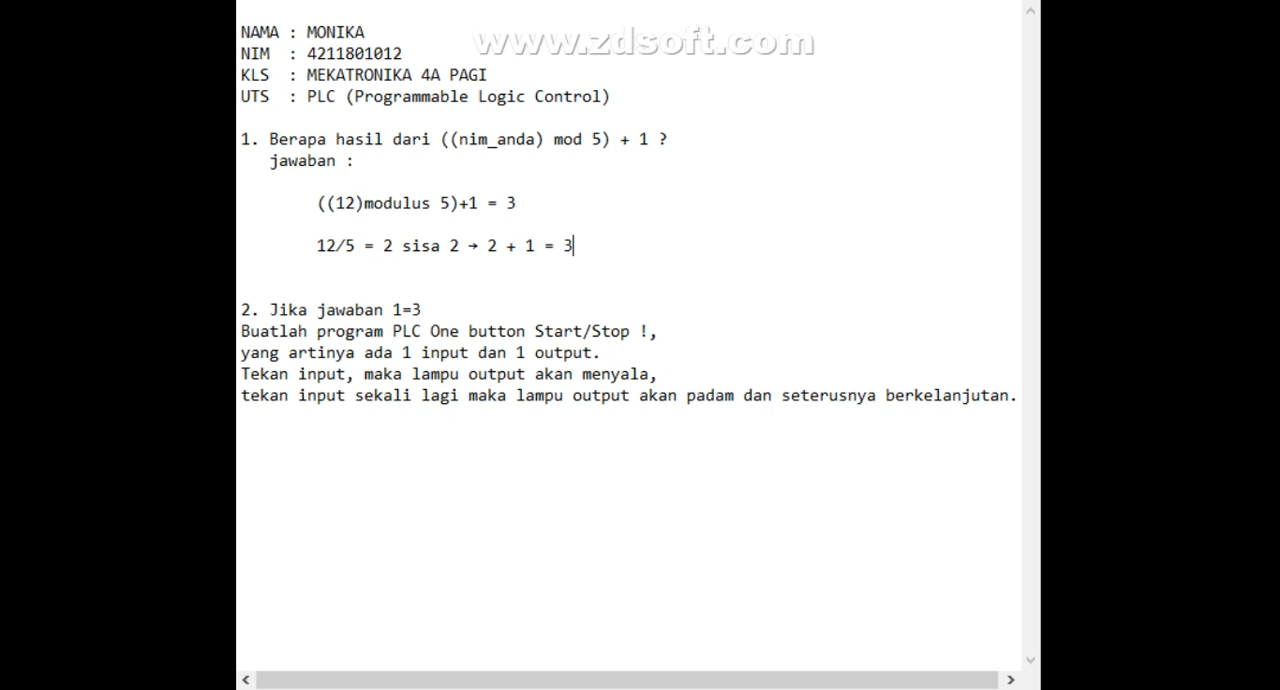 www.zdsoft.com
NAMA : MONIKA
NIM  : 4211801012
KLS  : MEKATRONIKA 4A PAGI
UTS  : PLC (Programmable Logic Control)
1. Berapa hasil dari ((nim_anda) mod 5) + 1 ?
jawaban :
((12)modulus 5)+1 = 3
12/5 = 2 sisa 2 → 2 + 1 = 3
2. Jika jawaban 1=3
Buatlah program PLC One button Start/Stop !,
yang artinya ada 1 input dan 1 output.
Tekan input, maka lampu output akan menyala,
tekan input sekali lagi maka lampu output akan padam dan seterusnya berkelanjutan.